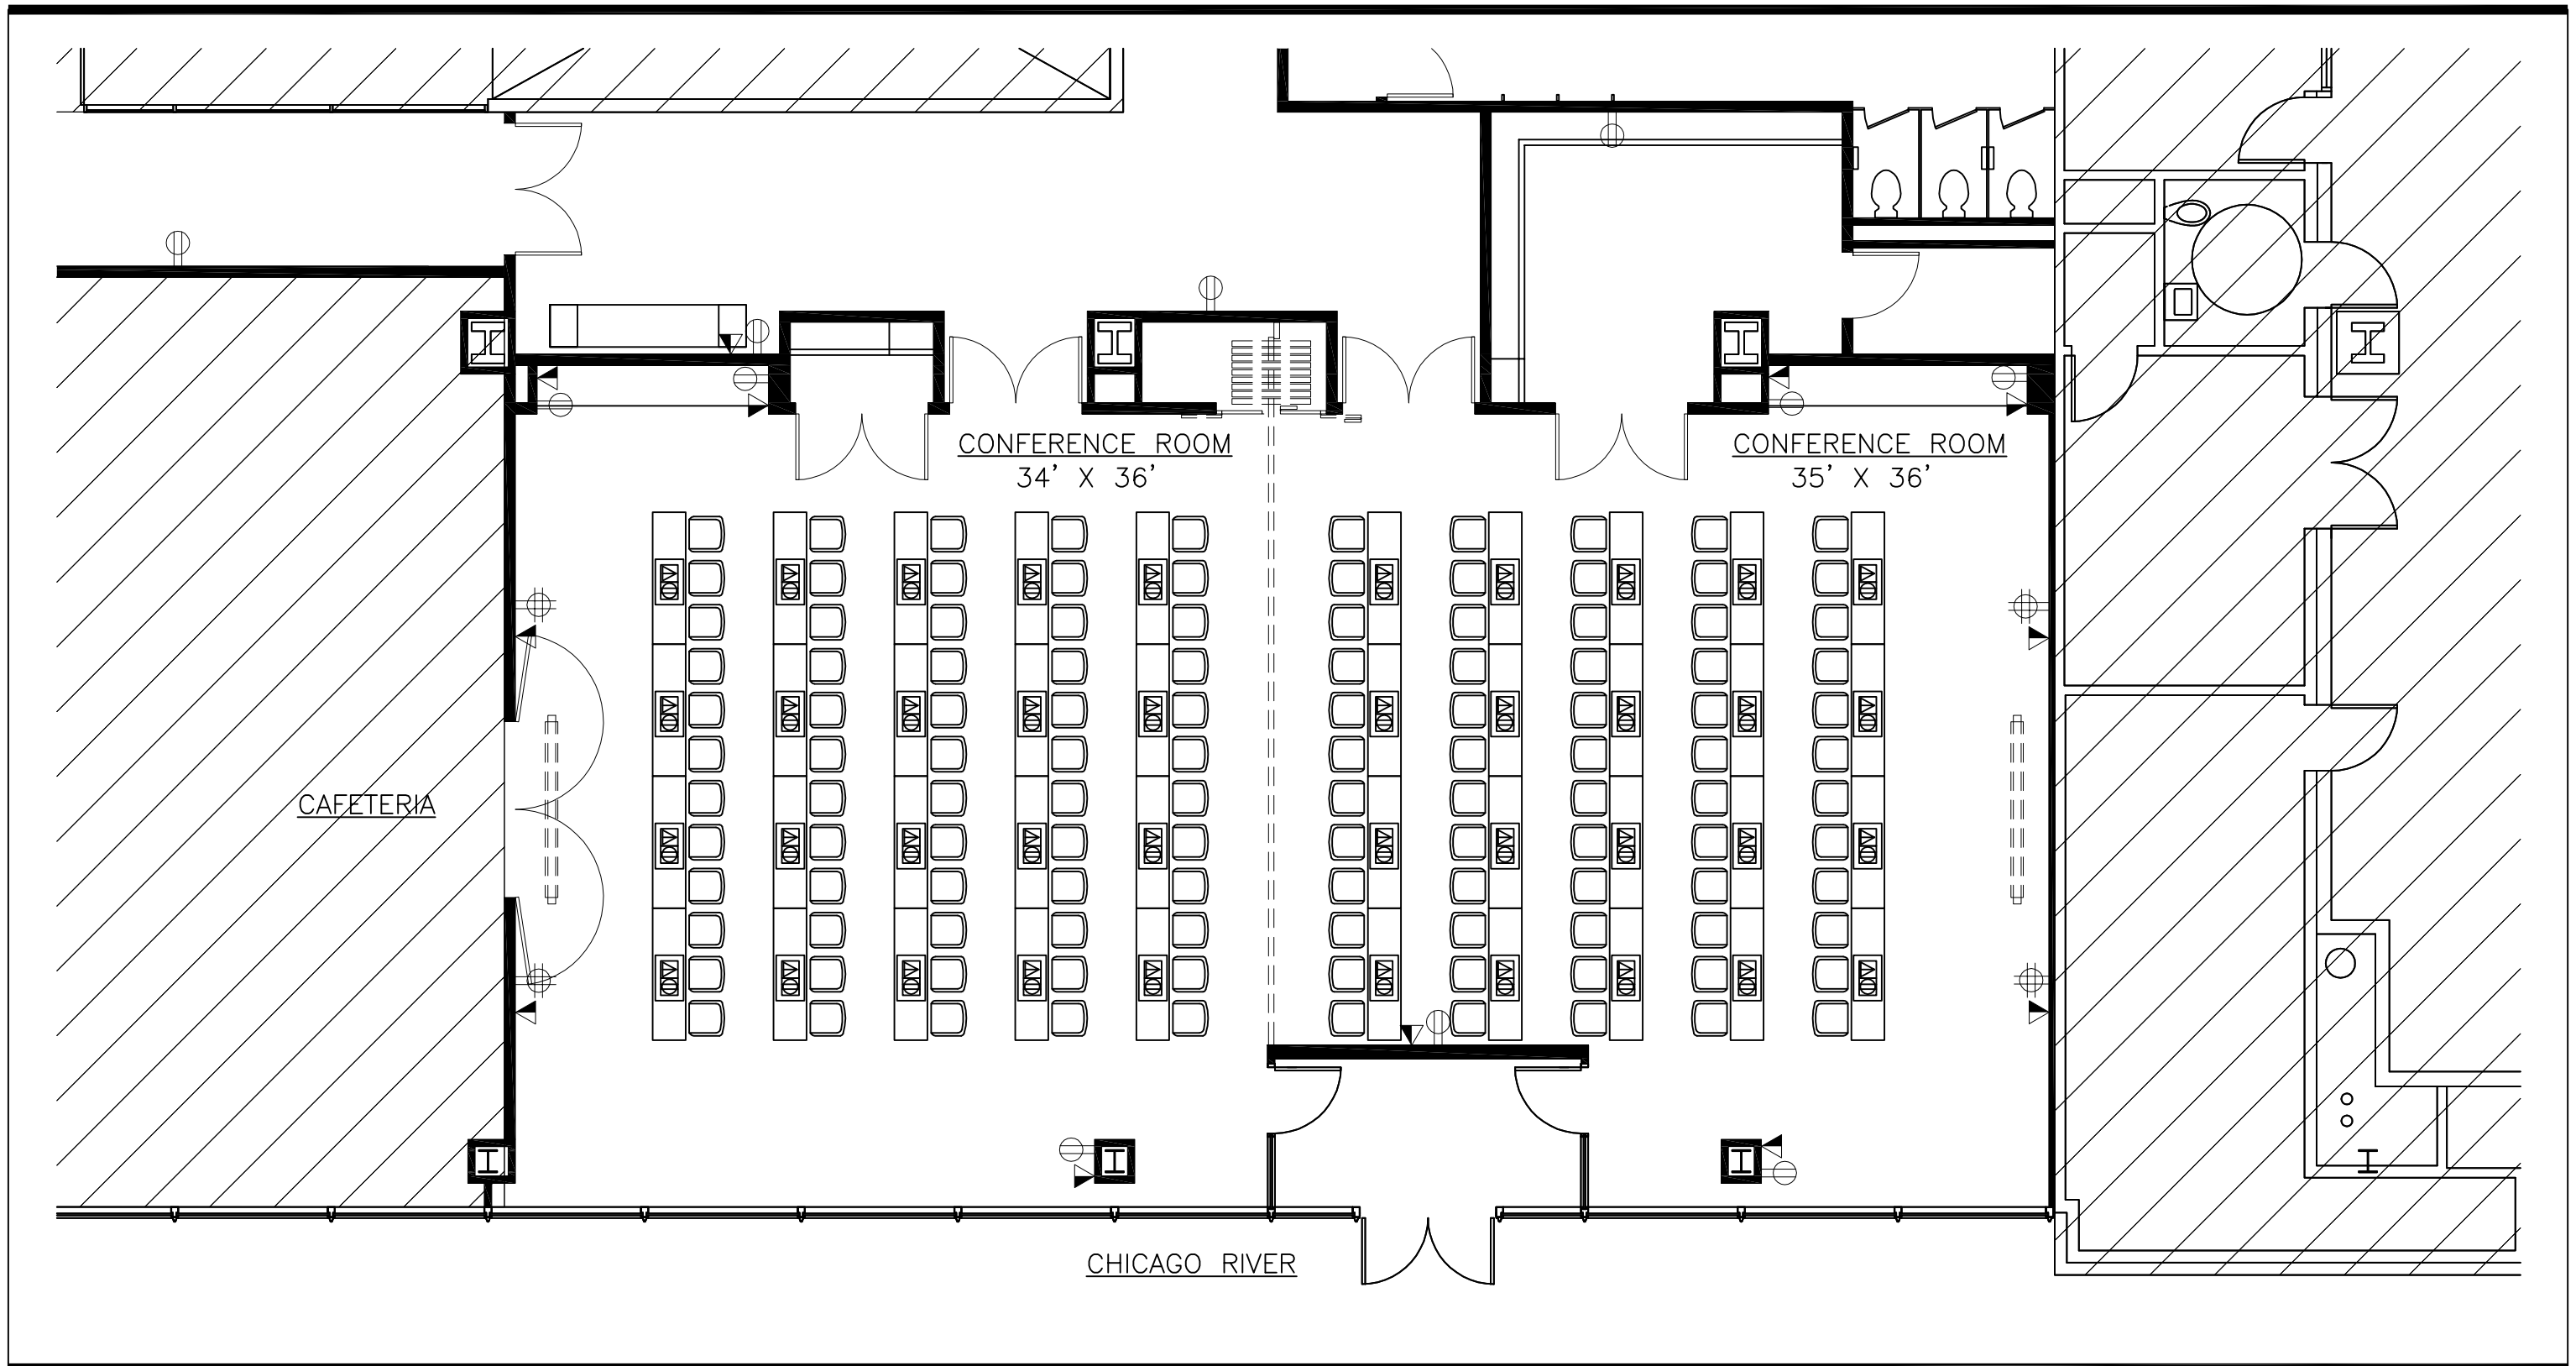 CONFERENCE ROOM
34' X 36'
CONFERENCE ROOM
35' X 36'
CAFETERIA
CHICAGO RIVER